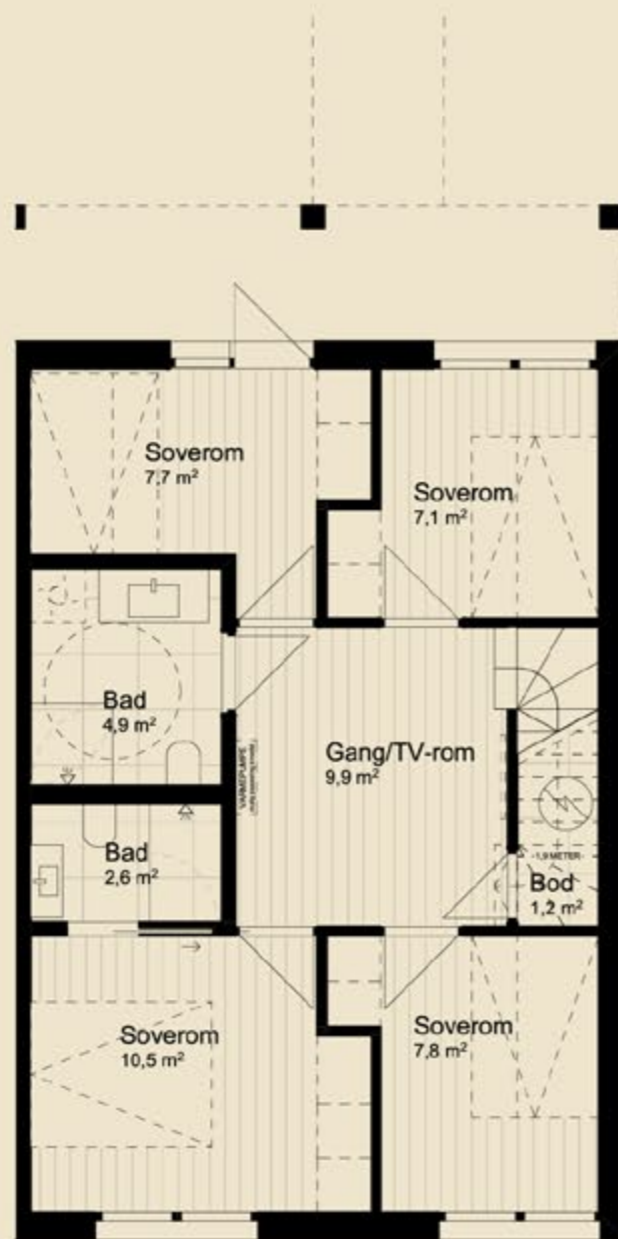 Soverom
7,7 m²
Soverom
7,1 m²
Bad
4,9 m²
Gang/TV-rom
9,9 m²
VARMEPUMPE
Bad
2,6 m²
-1,9 METER-
Bod
1,2 m²
Soverom
10,5 m²
Soverom
7,8 m²